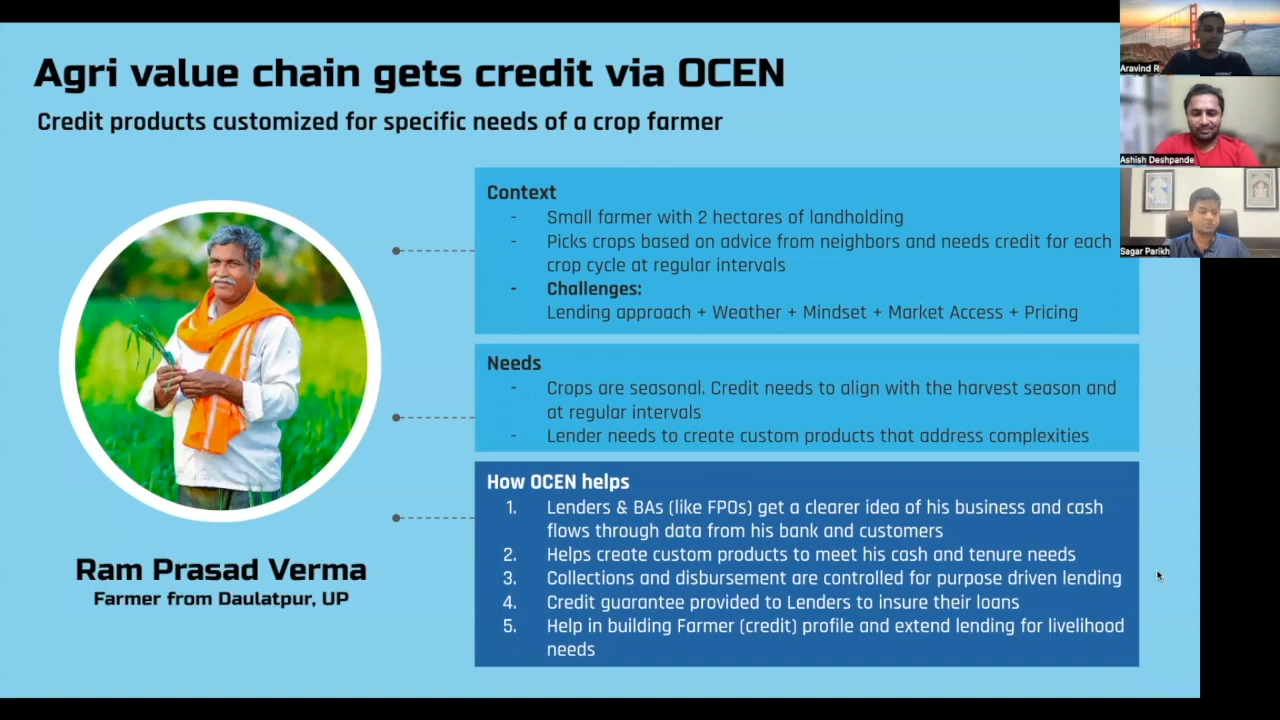 Agri value chain gets credit via OCEN
Credit products customized for specific needs of a crop farmer
Context
- Small farmer with 2 hectares of landholding
- Picks crops based on advice from neighbors and needs credit for each
crop cycle at regular intervals
- Challenges:
Lending approach + Weather + Mindset + Market Access + Pricing
Needs
- Crops are seasonal. Credit needs to align with the harvest season and
at regular intervals
- Lender needs to create custom products that address complexities
How OCEN helps
1. Lenders & BAs (like FPOs) get a clearer idea of his business and cash
flows through data from his bank and customers
2. Helps create custom products to meet his cash and tenure needs
3. Collections and disbursement are controlled for purpose driven lending
4. Credit guarantee provided to Lenders to insure their loans
5. Help in building Farmer (credit) profile and extend lending for livelihood
needs
Ram Prasad Verma
Farmer from Daulatpur, UP
Aravind R
Ashish Deshpande
Sagar Parikh